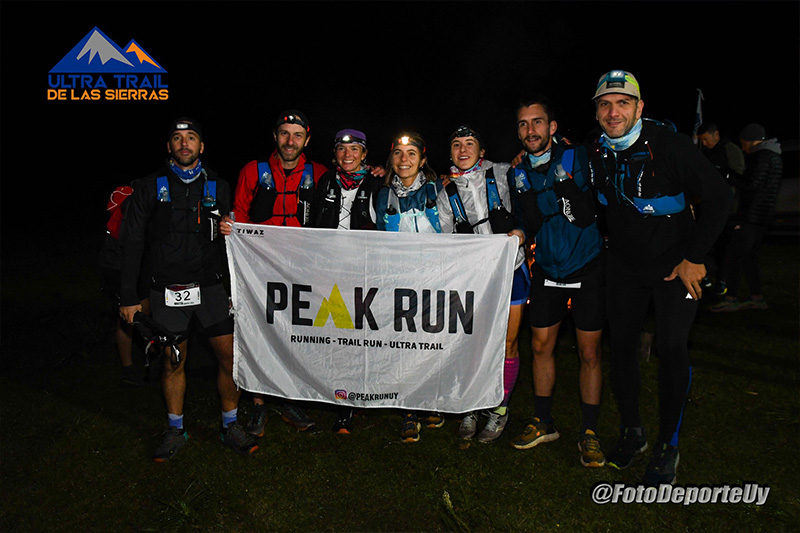 ULTRA TRAIL
DE LAS SIERRAS
TIWAZ
PEAK RUN
RUNNING - TRAIL RUN - ULTRA TRAIL
@PEAKRUNUY
32
@FotoDeporteUy